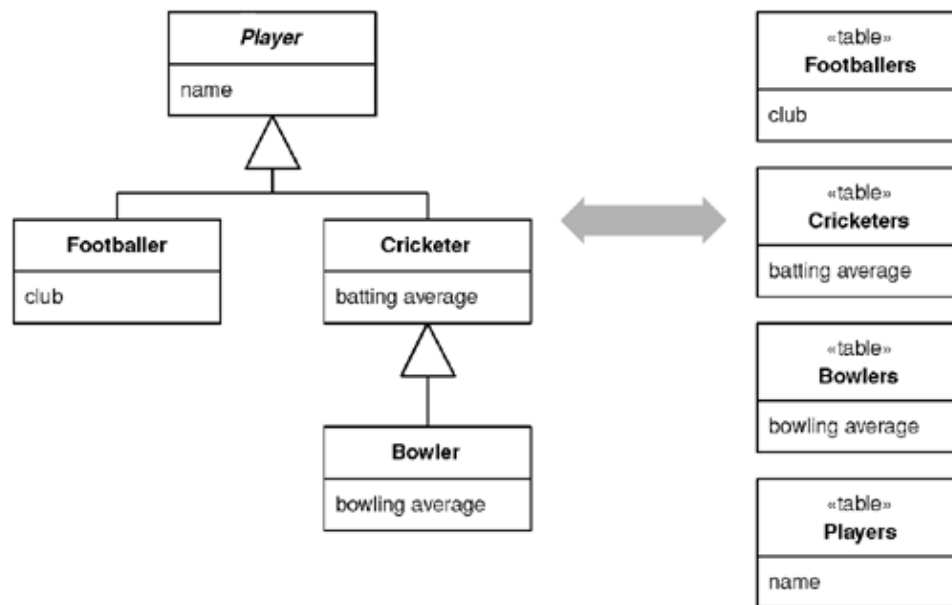 Player
name
Footballer
club
Cricketer
batting average
Bowler
bowling average
«table»
Footballers
club
«table»
Cricketers
batting average
«table»
Bowlers
bowling average
«table»
Players
name